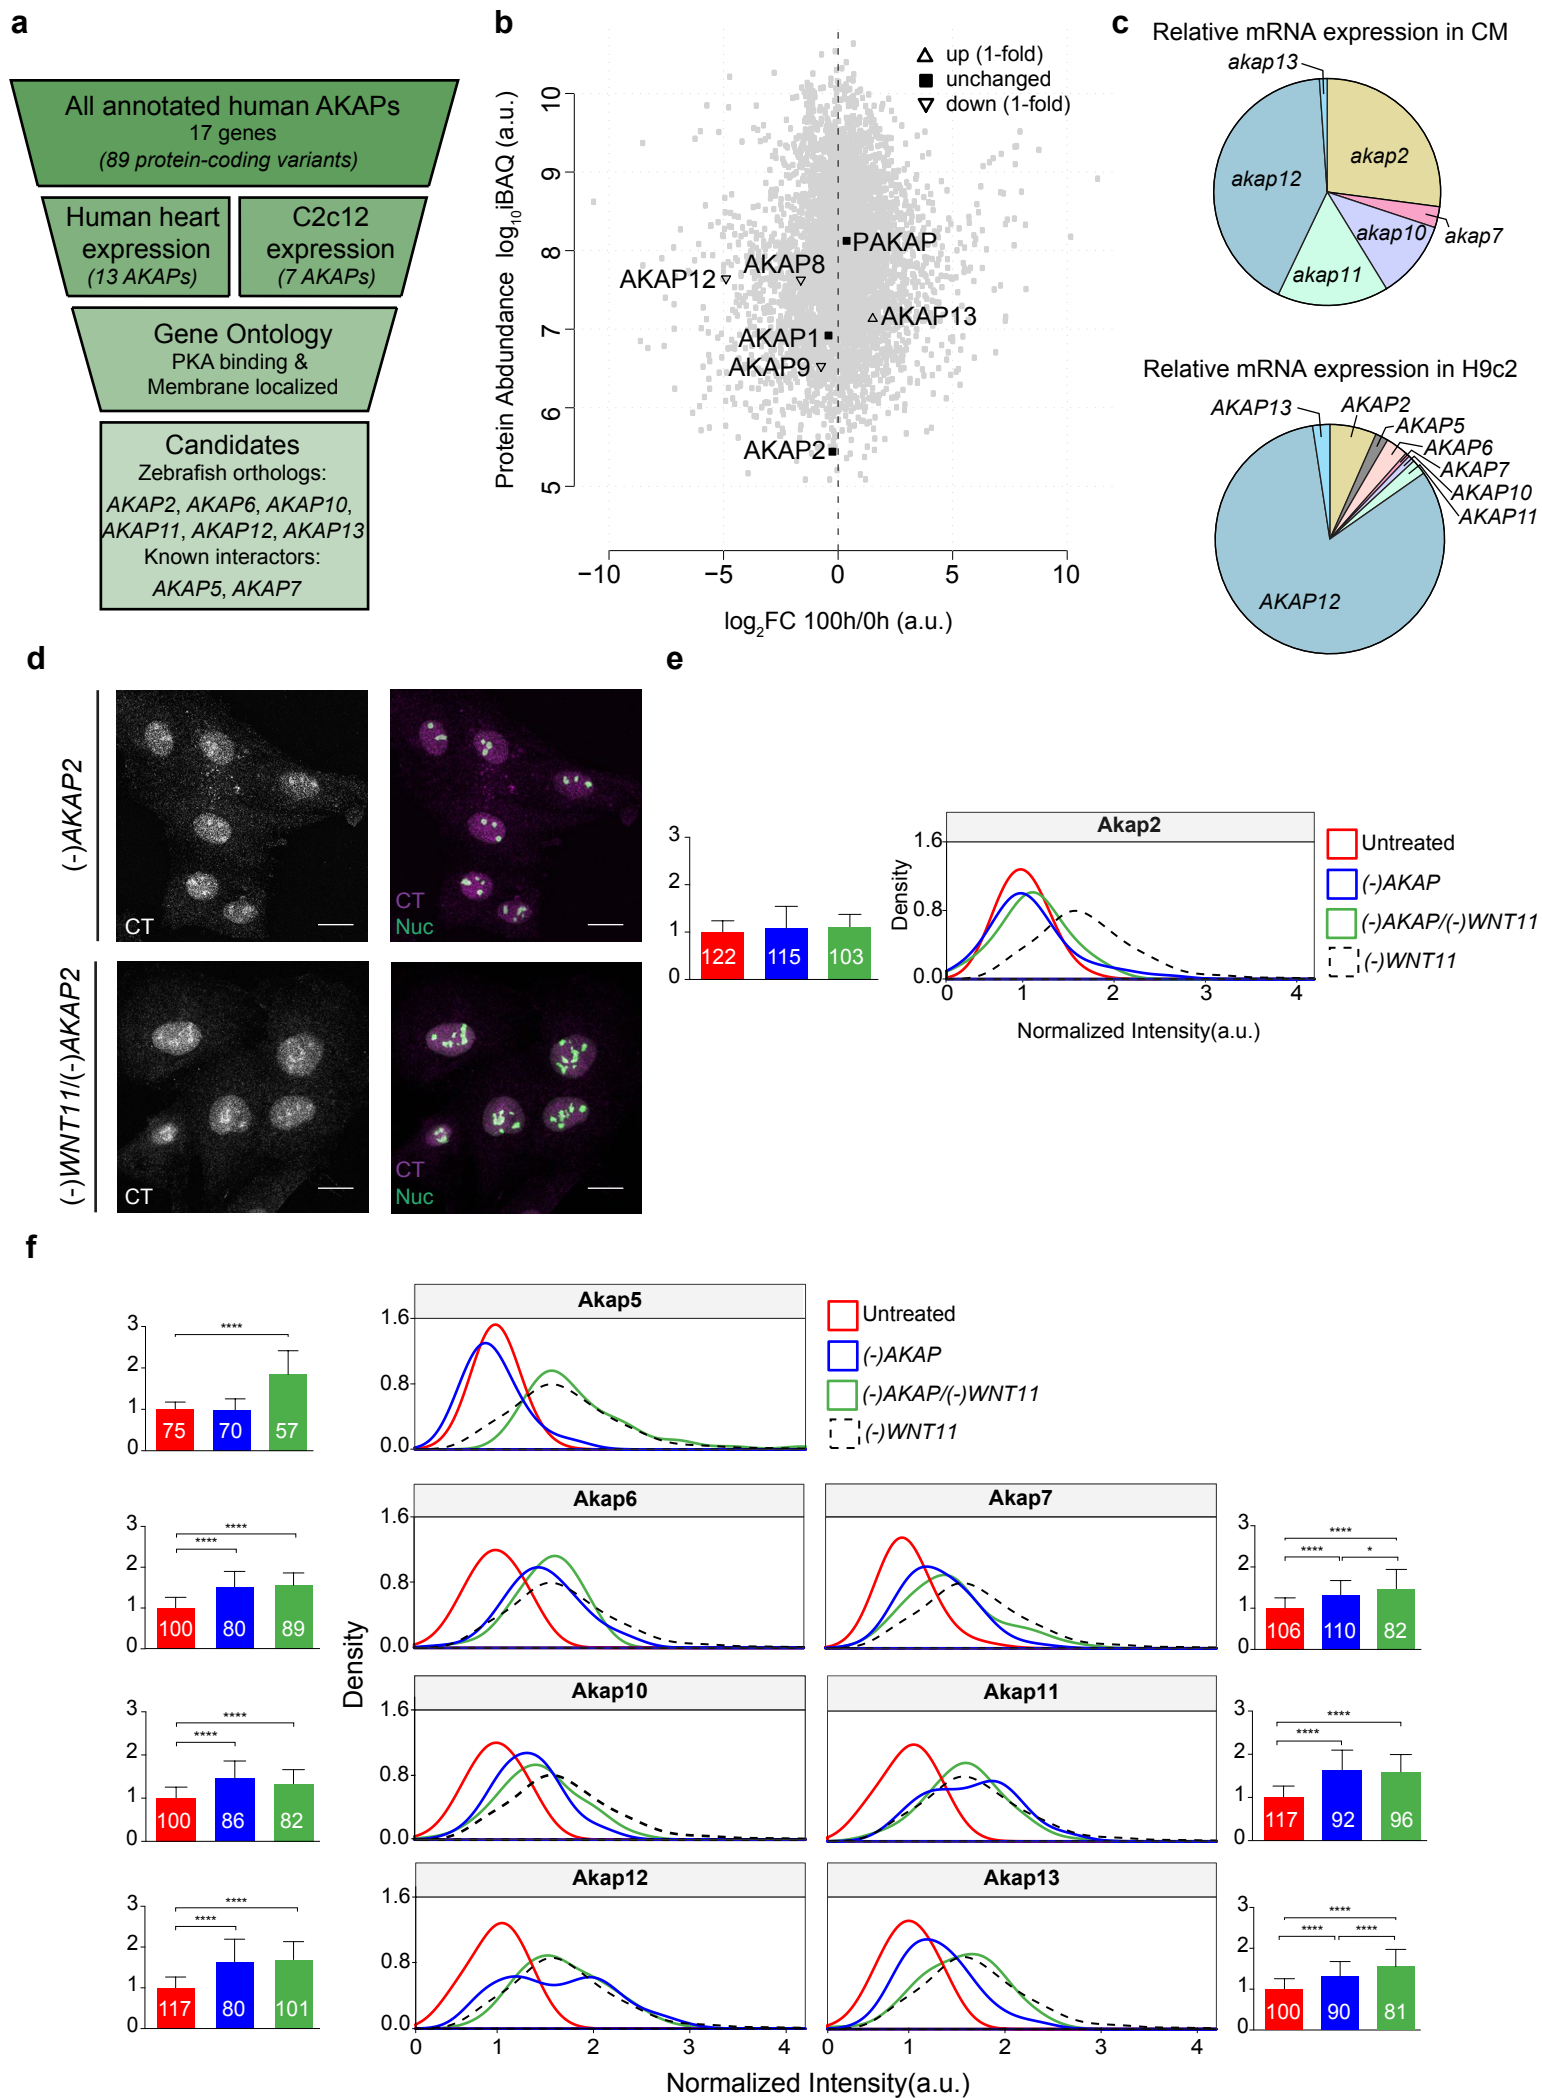 a
All annotated human AKAPs
17 genes
(89 protein-coding variants)
Human heart
expression
(13 AKAPs)
C2c12
expression
(7 AKAPs)
Gene Ontology
PKA binding &
Membrane localized
Candidates
Zebrafish orthologs:
AKAP2, AKAP6, AKAP10,
AKAP11, AKAP12, AKAP13
Known interactors:
AKAP5, AKAP7
b
up (1-fold)
unchanged
down (1-fold)
Protein Abdundance log10iBAQ (a.u.)
10
9
8
7
6
5
PAKAP
AKAP8
AKAP12
AKAP13
AKAP1
AKAP9
AKAP2
−10
−5
0
5
10
log2FC 100h/0h (a.u.)
c
Relative mRNA expression in CM
akap13
akap2
akap12
akap7
akap10
akap11
Relative mRNA expression in H9c2
AKAP13
AKAP2
AKAP5
AKAP6
AKAP7
AKAP10
AKAP11
AKAP12
d
(-)AKAP2
CT
CT
Nuc
(-)WNT11/(-)AKAP2
CT
CT
Nuc
e
3
2
1
0
122
115
103
Akap2
Density
1.6
0.8
0.0
0
1
2
3
4
Normalized Intensity(a.u.)
Untreated
(-)AKAP
(-)AKAP/(-)WNT11
(-)WNT11
f
3
2
1
0
****
75
70
57
Akap5
1.6
0.8
0.0
Untreated
(-)AKAP
(-)AKAP/(-)WNT11
(-)WNT11
3
2
1
0
****
****
100
80
89
Akap6
1.6
0.8
0.0
Akap7
3
2
1
0
****
****
*
106
110
82
Density
3
2
1
0
****
****
100
86
82
Akap10
1.6
0.8
0.0
Akap11
3
2
1
0
****
****
117
92
96
3
2
1
0
****
****
117
80
101
Akap12
1.6
0.8
0.0
0
1
2
3
4
Akap13
0
1
2
3
4
3
2
1
0
****
****
****
100
90
81
Normalized Intensity(a.u.)